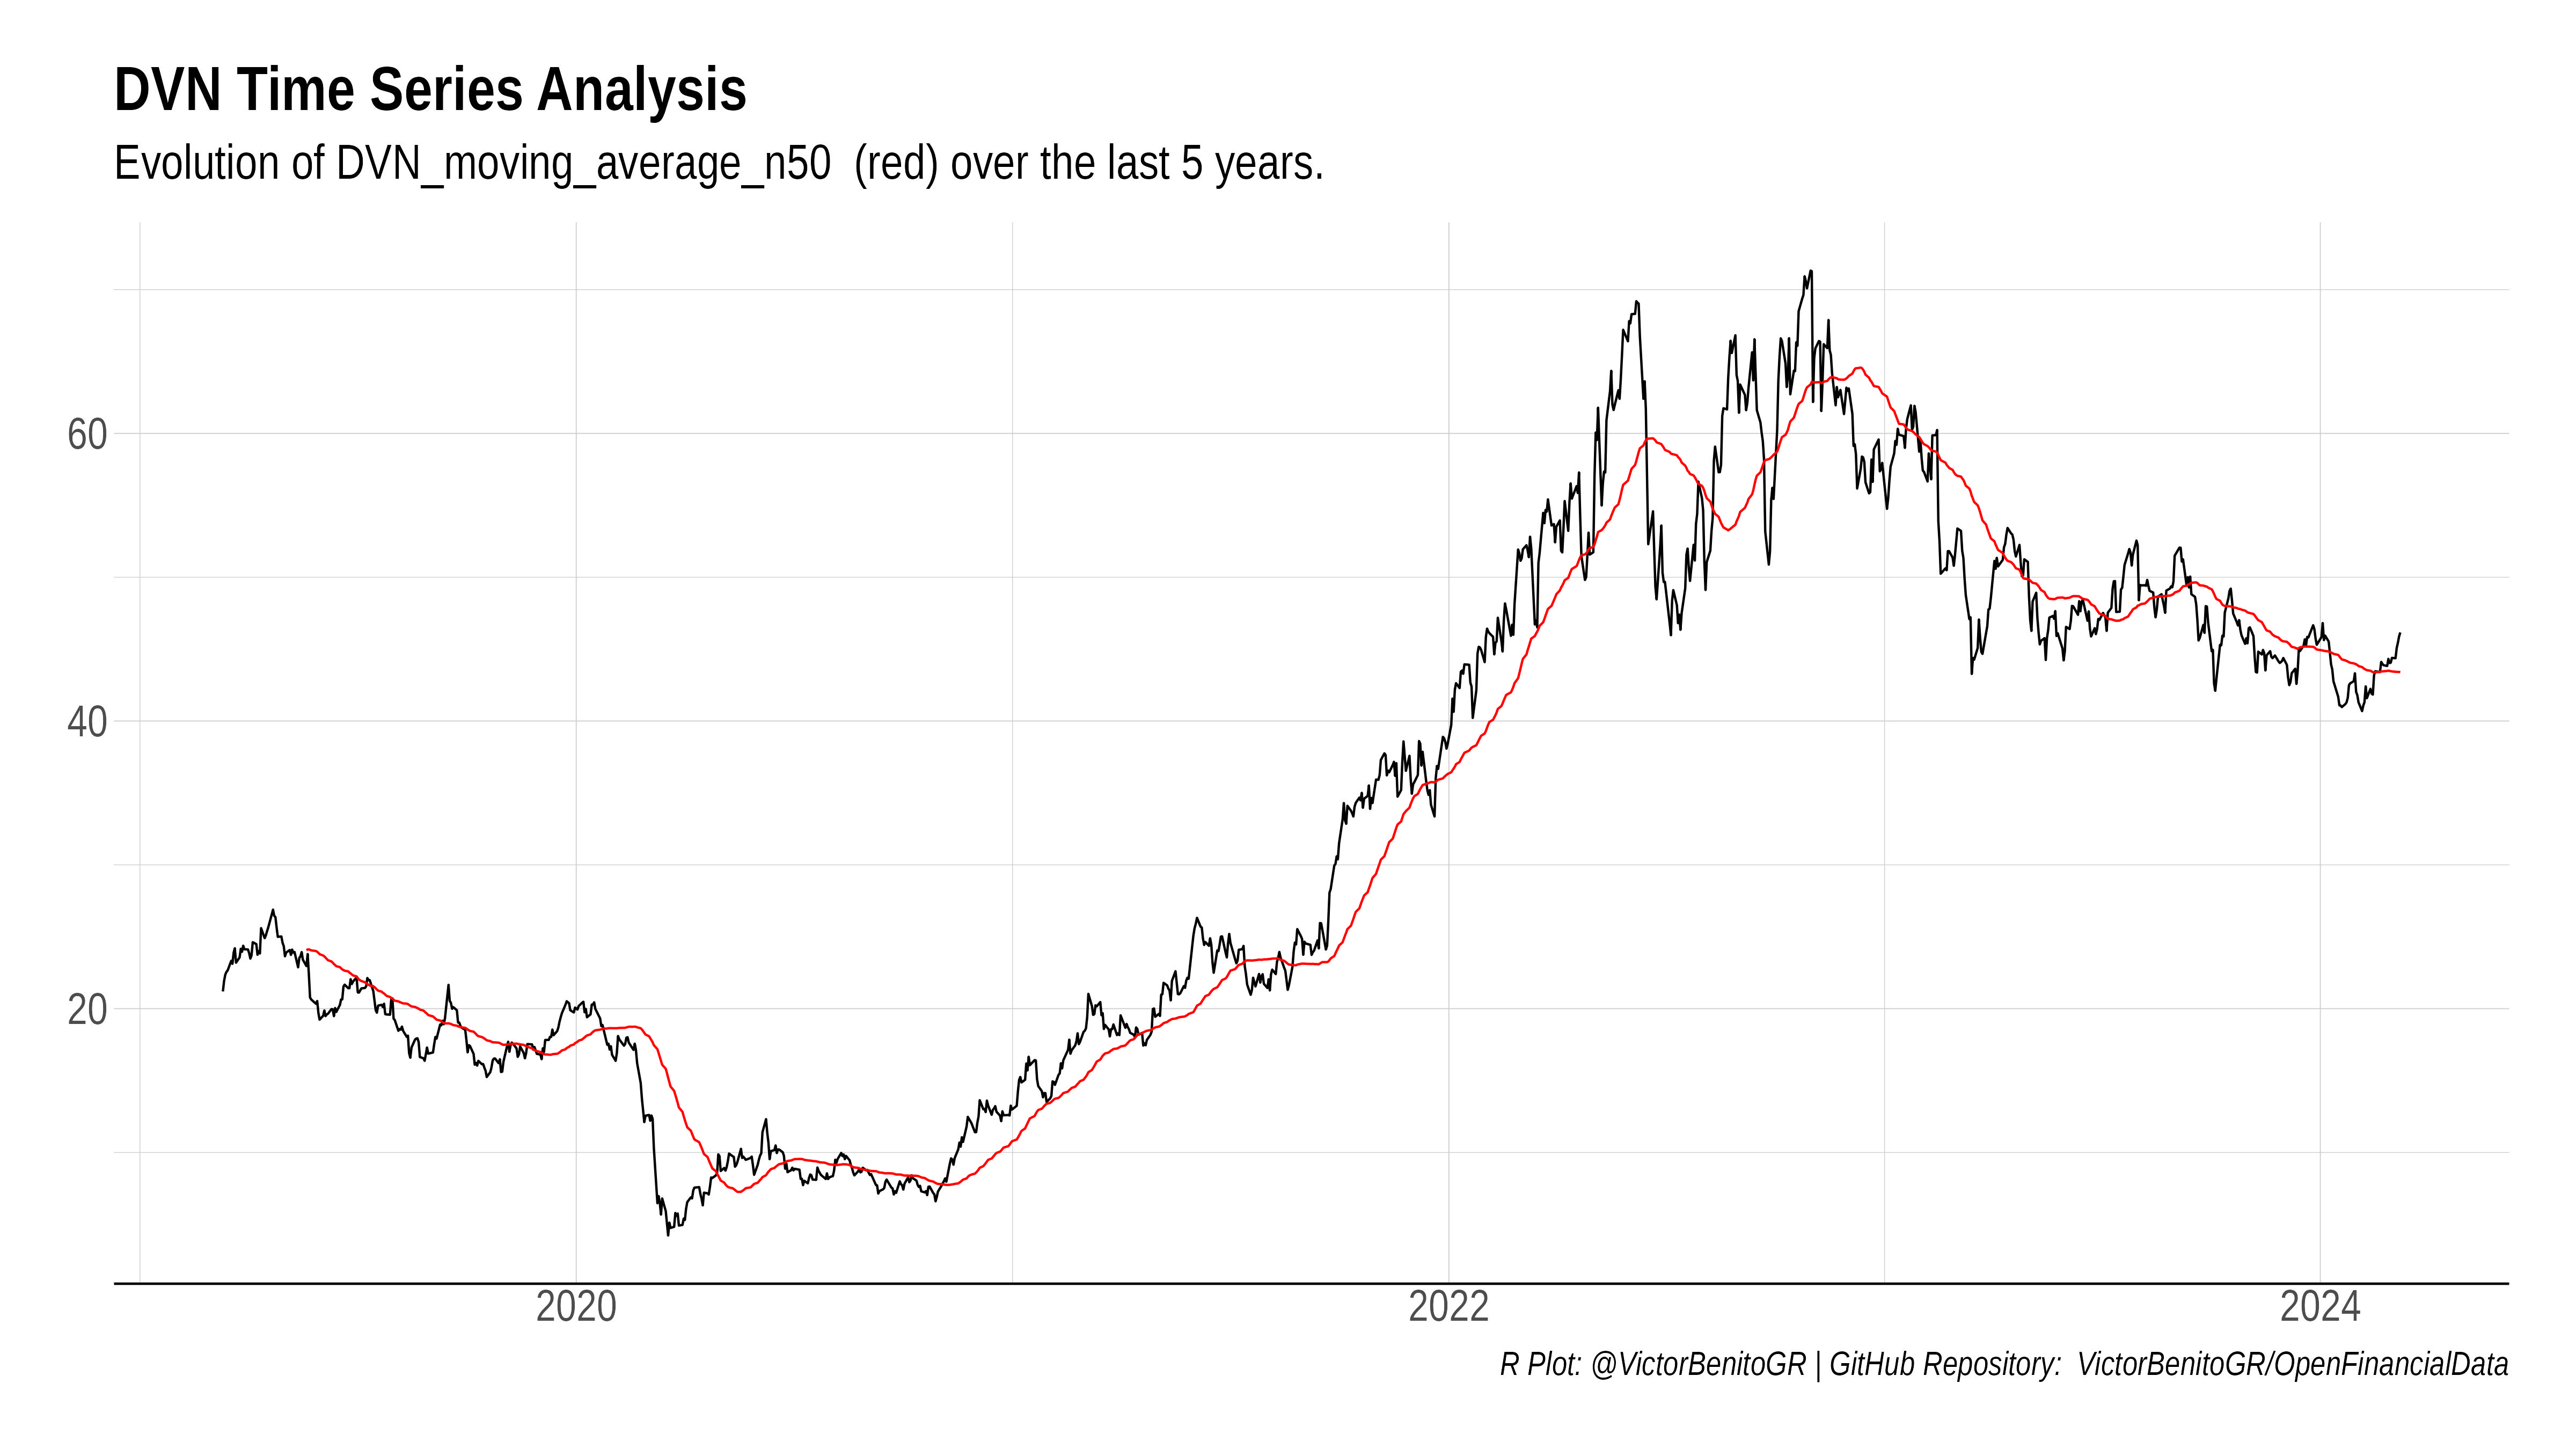 DVN Time Series Analysis
Evolution of DVN_moving_average_n50  (red) over the last 5 years.
60
40
20
2020 2022 2024
R Plot: @VictorBenitoGR | GitHub Repository:  VictorBenitoGR/OpenFinancialData